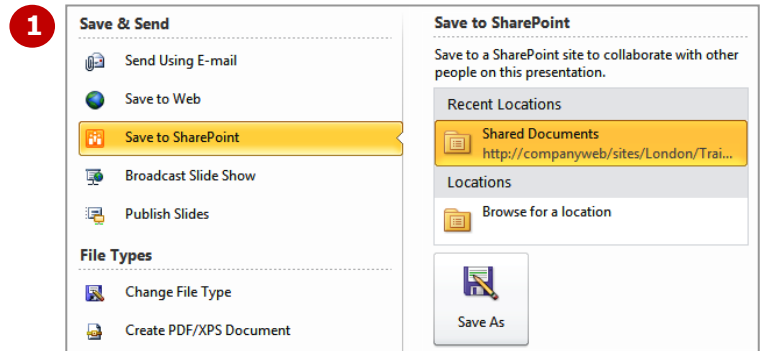 1
Save & Send
Send Using E-mail
Save to Web
Save to SharePoint
Broadcast Slide Show
Publish Slides
File Types
Change File Type
Create PDF/XPS Document
Save to SharePoint
Save to a SharePoint site to collaborate with other
people on this presentation.
Recent Locations
Shared Documents
http://companyweb/sites/London/Trai...
Locations
Browse for a location
Save As